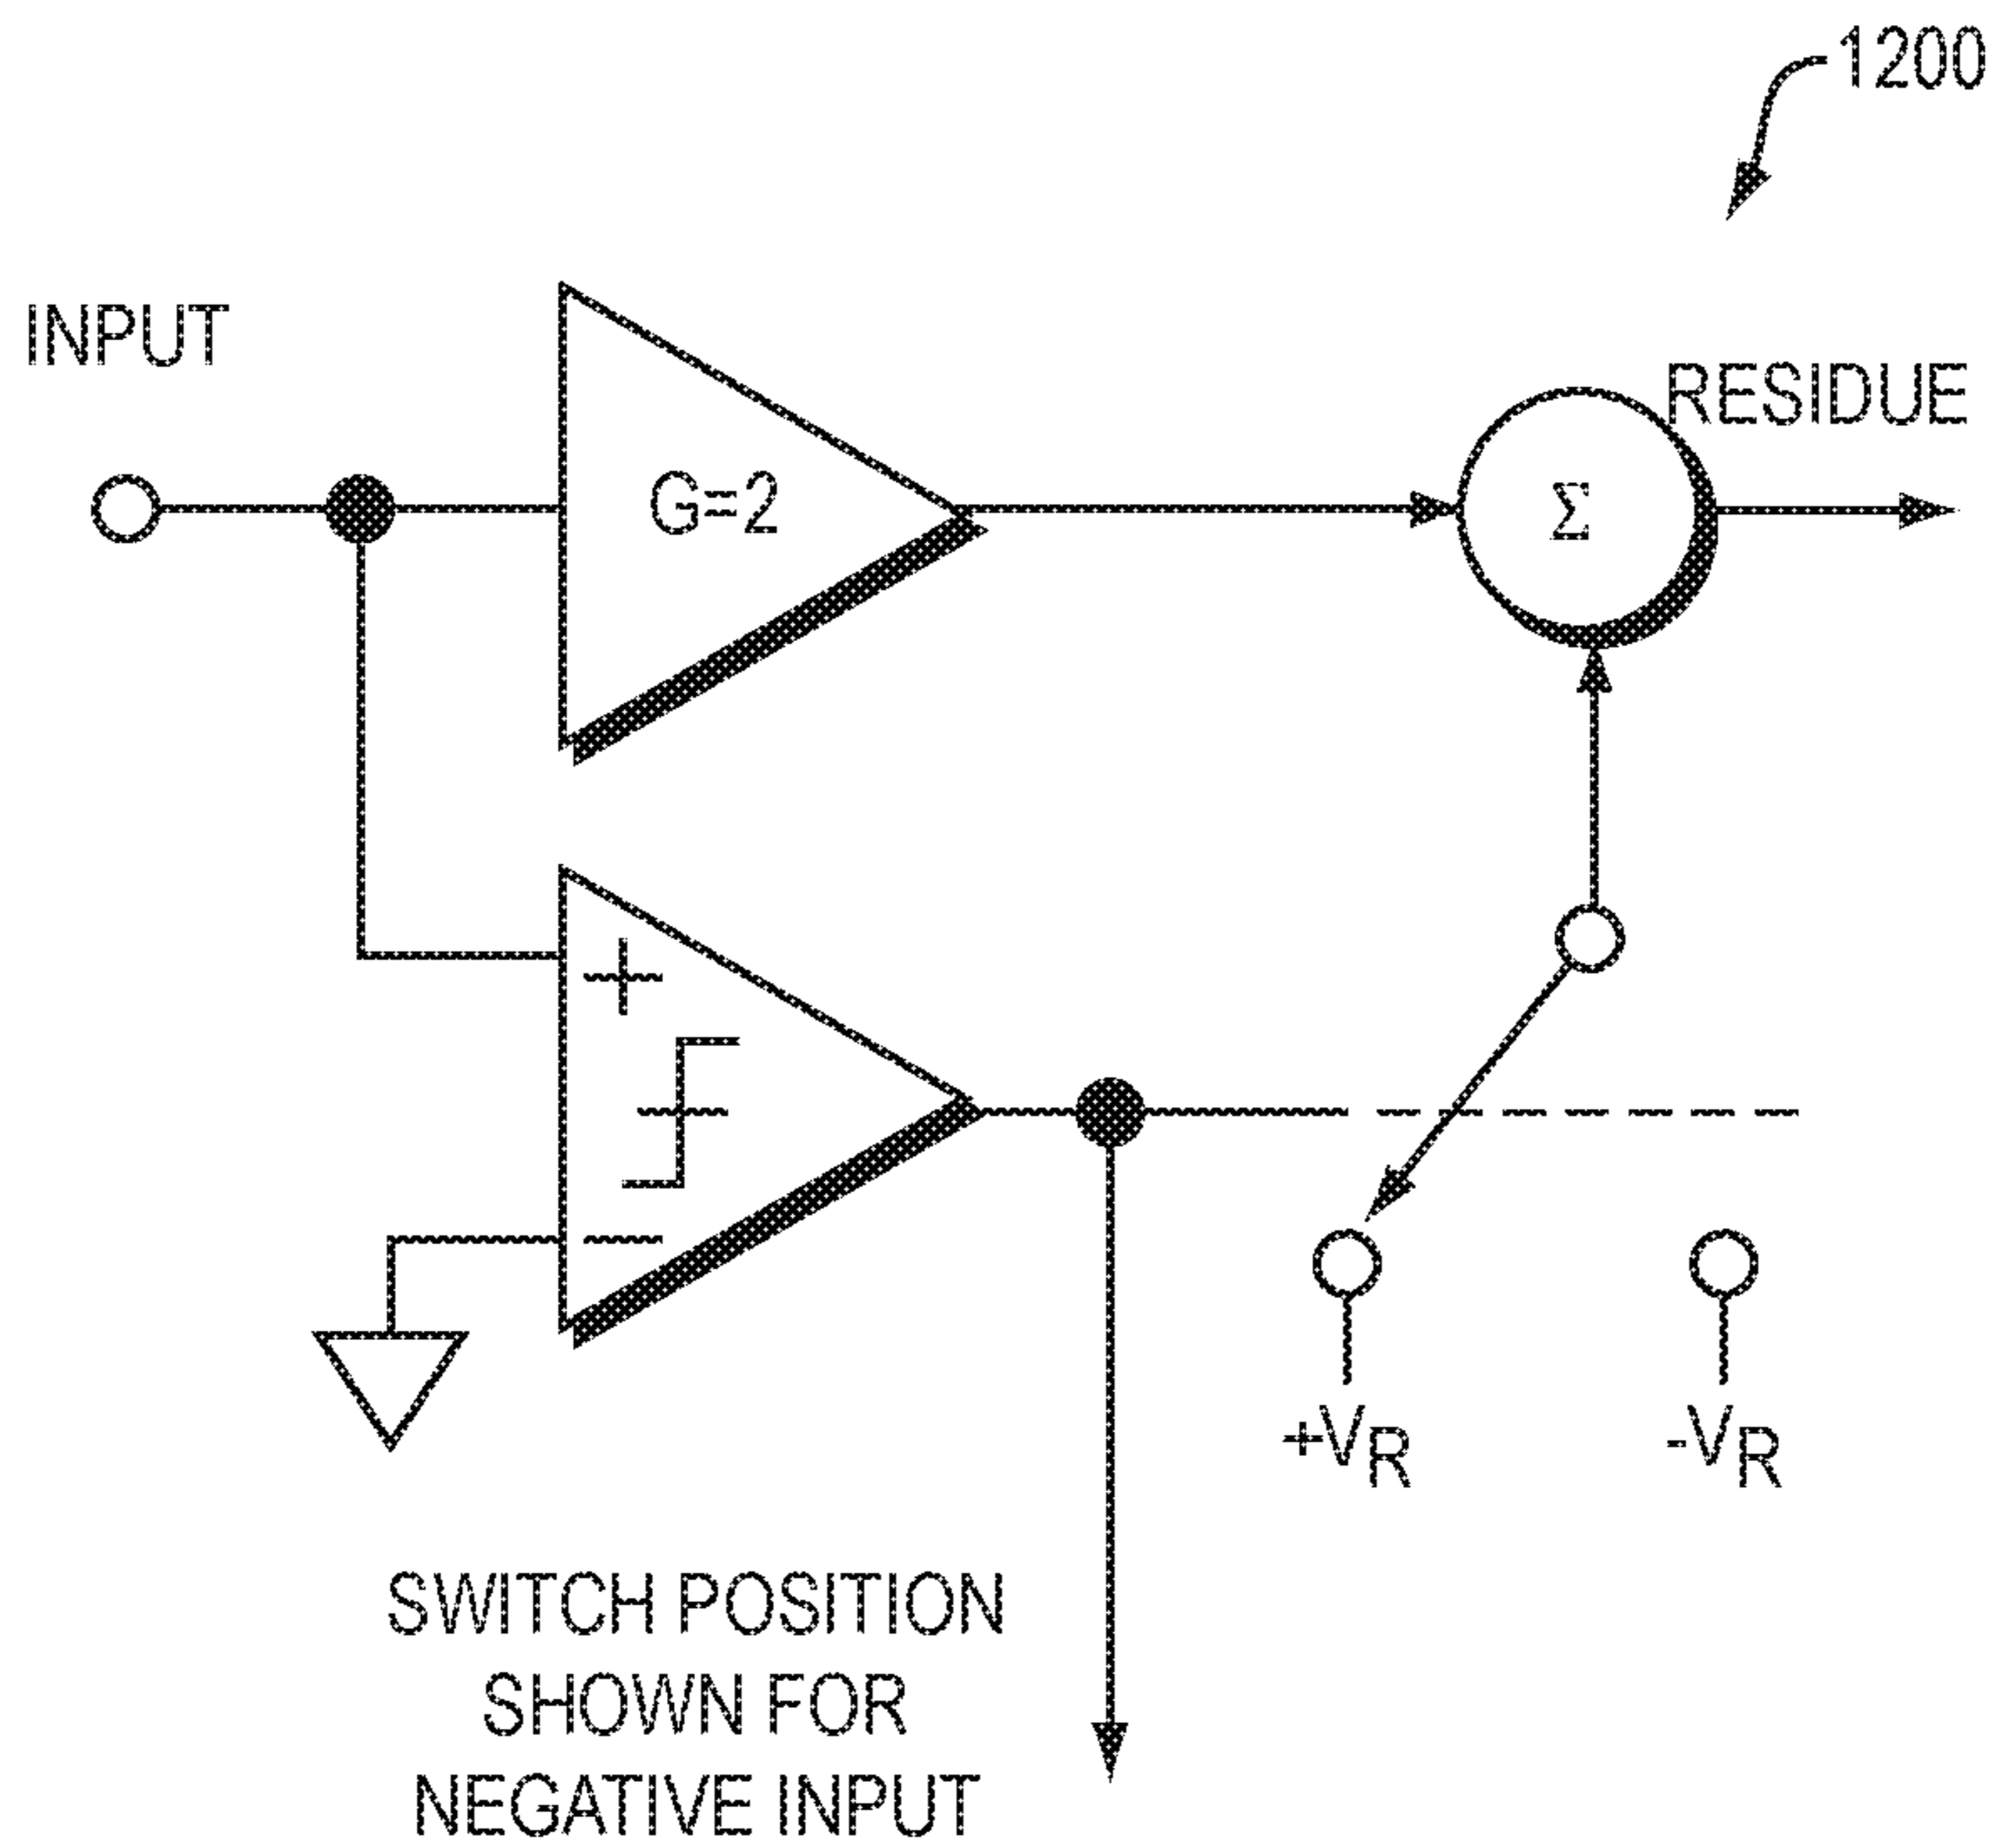 1200
INPUT
RESIDUE
G=2
Σ
+
-
+VR
-VR
SWITCH POSITION
SHOWN FOR
NEGATIVE INPUT